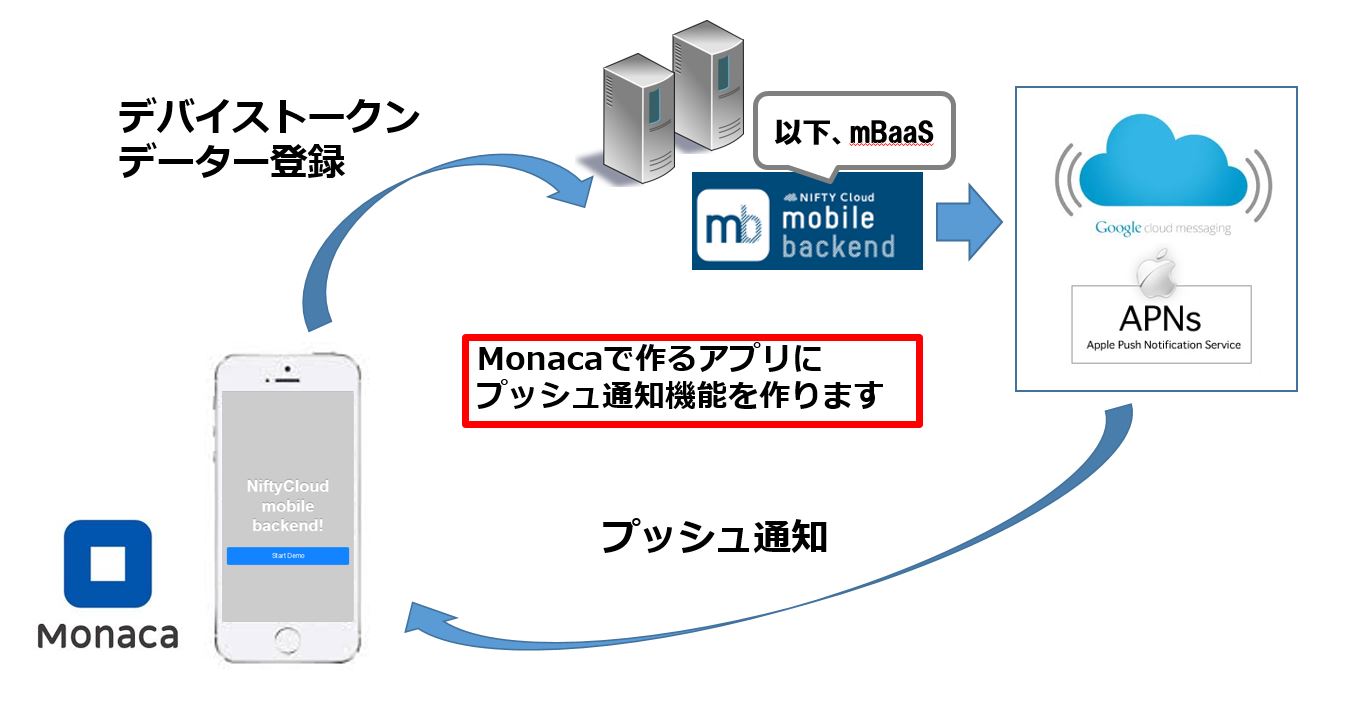 デバイストークン
データー登録
以下、mBaaS
mb
NIFTY Cloud
mobile
backend
Google cloud messaging
APNs
Apple Push Notification Service
Monacaで作るアプリに
プッシュ通知機能を作ります
NiftyCloud
mobile
backend!
Start Demo
プッシュ通知
Monaca